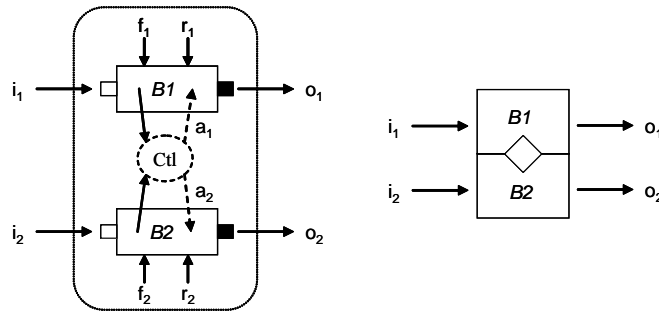 f₁ r₁
i₁ B1 o₁
a₁
Ctl
a₂
i₂ B2 o₂
f₂ r₂
i₁ B1 o₁
i₂ B2 o₂